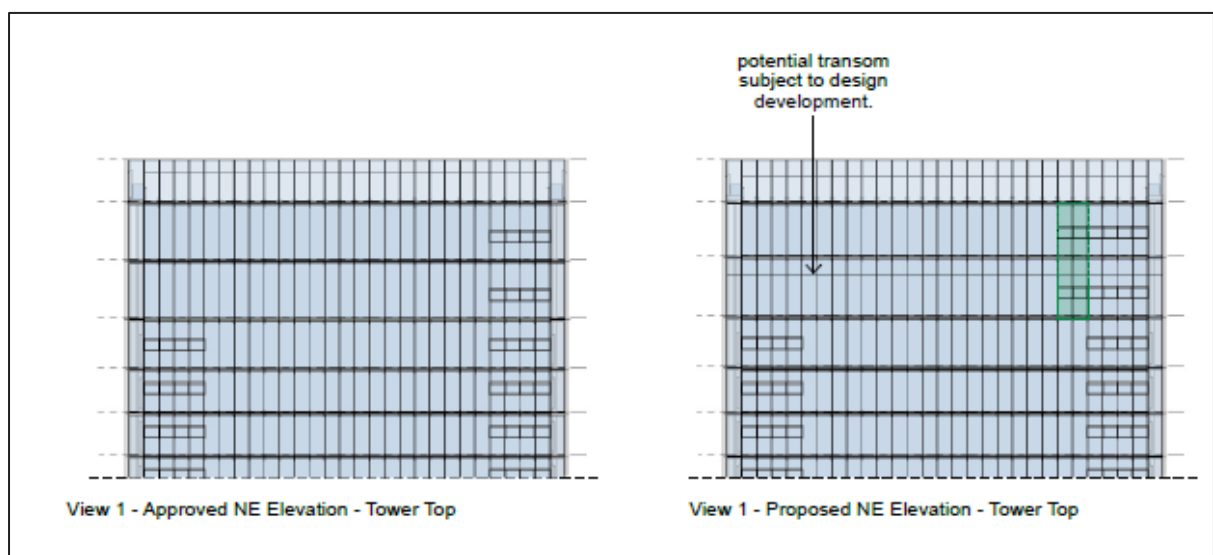 potential transom
subject to design
development.
View 1 - Approved NE Elevation - Tower Top
View 1 - Proposed NE Elevation - Tower Top